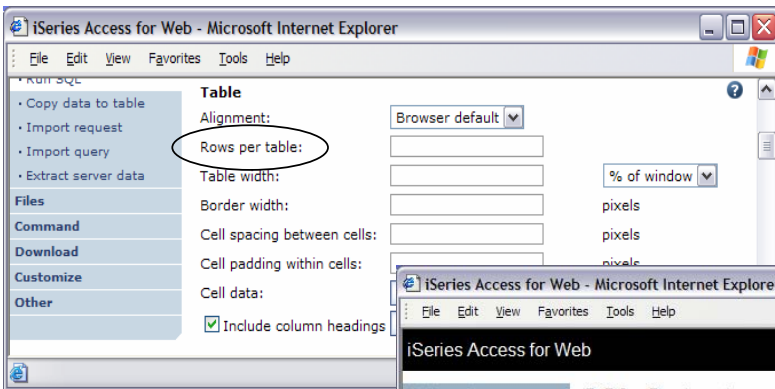 iSeries Access for Web - Microsoft Internet Explorer
File Edit View Favorites Tools Help
• Run SQL
• Copy data to table
• Import request
• Import query
• Extract server data
Files
Command
Download
Customize
Other
Table
?
Alignment: Browser default
Rows per table:
Table width: % of window
Border width: pixels
Cell spacing between cells: pixels
Cell padding within cells: pixels
Cell data:
Include column headings
iSeries Access for Web - Microsoft Internet Explore
File Edit View Favorites Tools Help
iSeries Access for Web